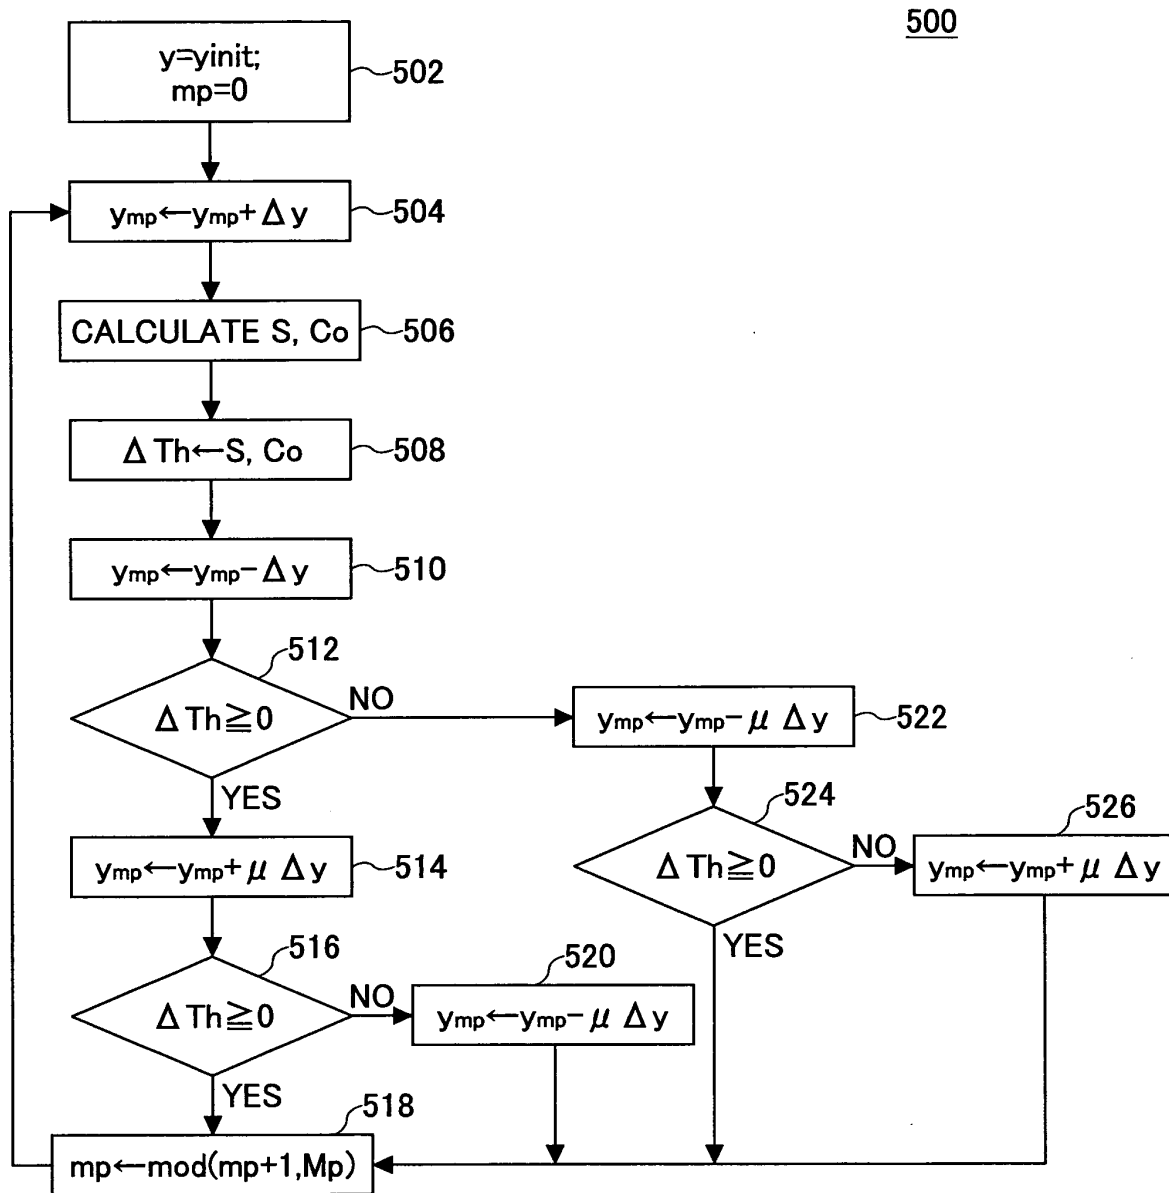 500
y=yinit;
mp=0
502
ymp←ymp+Δy
504
CALCULATE S, Co
506
ΔTh←S, Co
508
ymp←ymp-Δy
510
512
ΔTh≧0
NO
YES
ymp←ymp-μ Δy
522
524
ΔTh≧0
NO
YES
526
ymp←ymp+μ Δy
ymp←ymp+μ Δy
514
516
ΔTh≧0
NO
YES
520
ymp←ymp-μ Δy
518
mp←mod(mp+1,Mp)